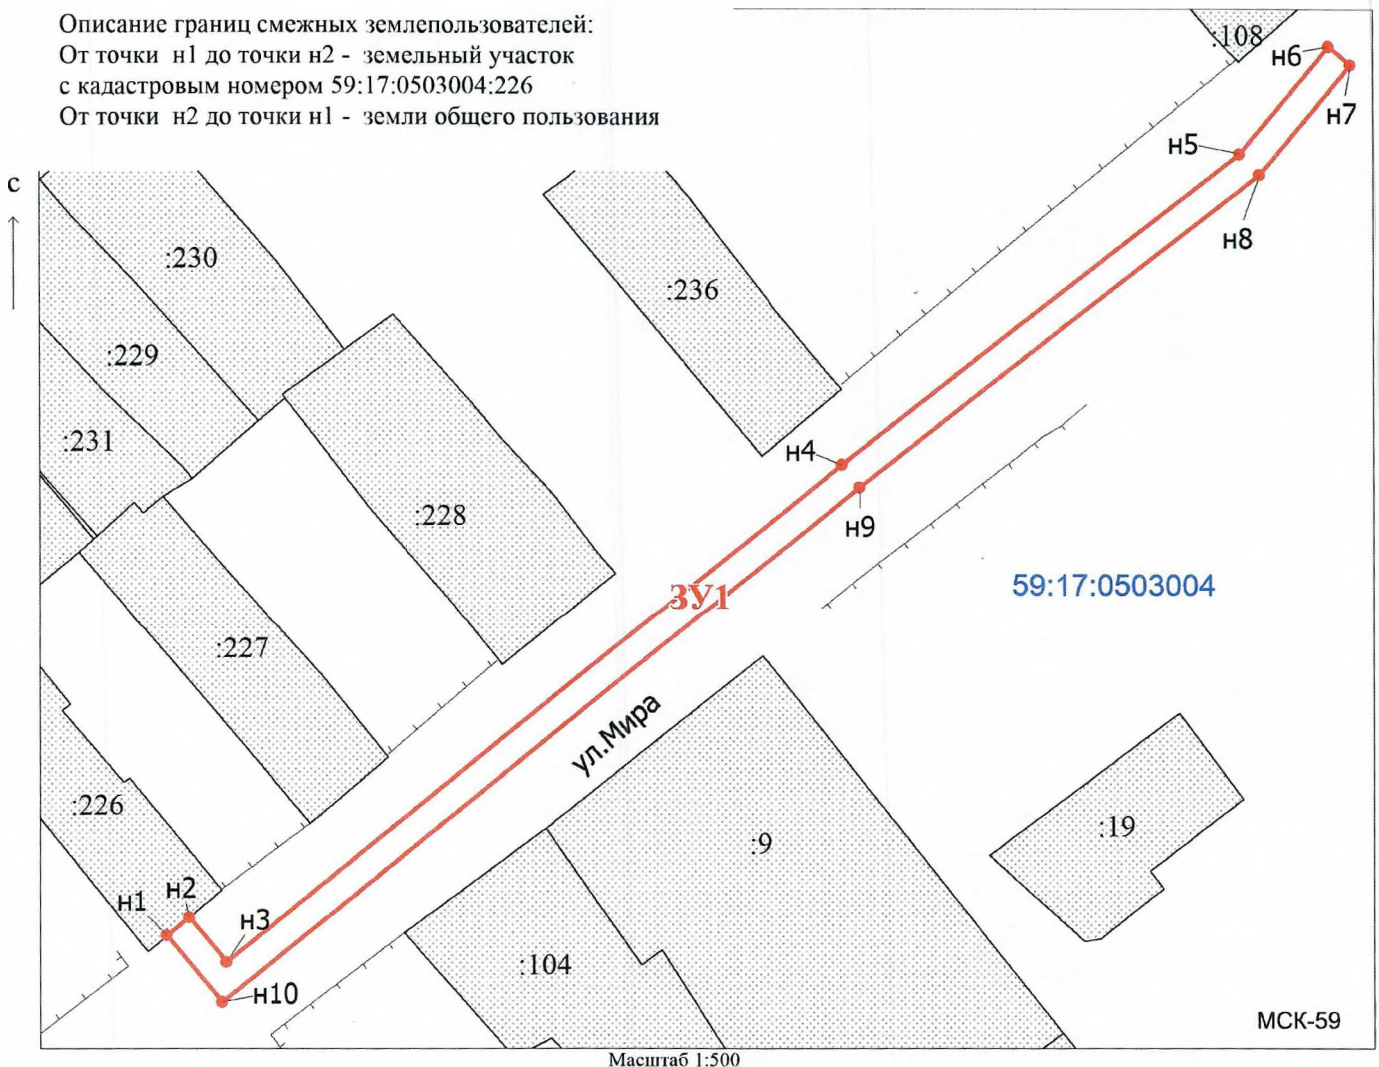 Описание границ смежных землепользователей:
От точки н1 до точки н2 - земельный участок
с кадастровым номером 59:17:0503004:226
От точки н2 до точки н1 - земли общего пользования
:108
н6
н7
н5
с
н8
:230
:236
:229
:231
н4
:228
н9
59:17:0503004
ЗУ1
:227
ул.Мира
:226
:19
:9
н2
н1
н3
:104
н10
МСК-59
Масштаб 1:500